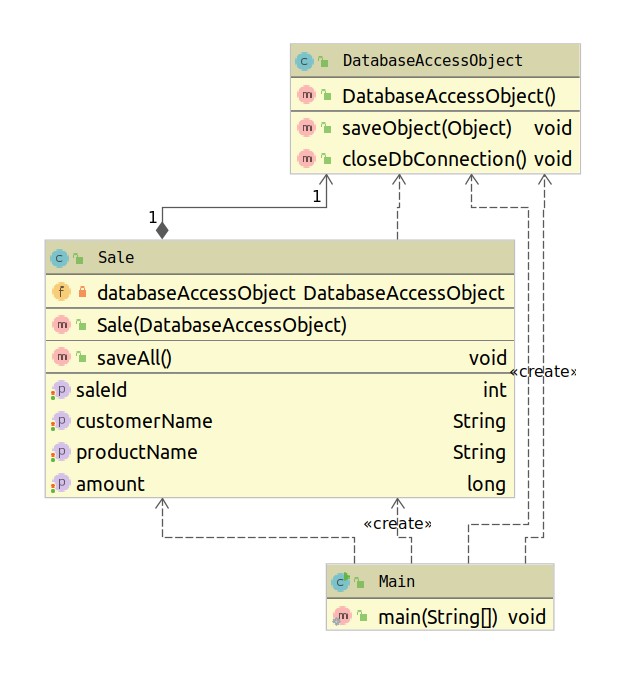 DatabaseAccessObject
DatabaseAccessObject()
saveObject(Object) void
closeDbConnection() void
1
1
Sale
databaseAccessObject DatabaseAccessObject
Sale(DatabaseAccessObject)
saveAll() void
«create»
saleId int
customerName String
productName String
amount long
«create»
Main
main(String[]) void